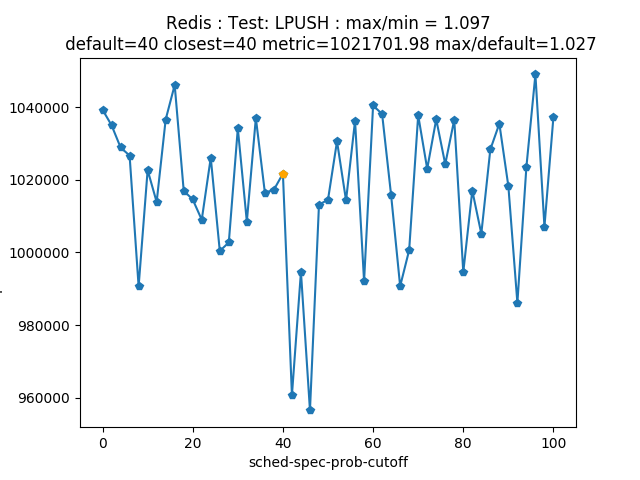 Redis : Test: LPUSH : max/min = 1.097
default=40 closest=40 metric=1021701.98 max/default=1.027
1040000
1020000
1000000
980000
960000
0 20 40 60 80 100
sched-spec-prob-cutoff